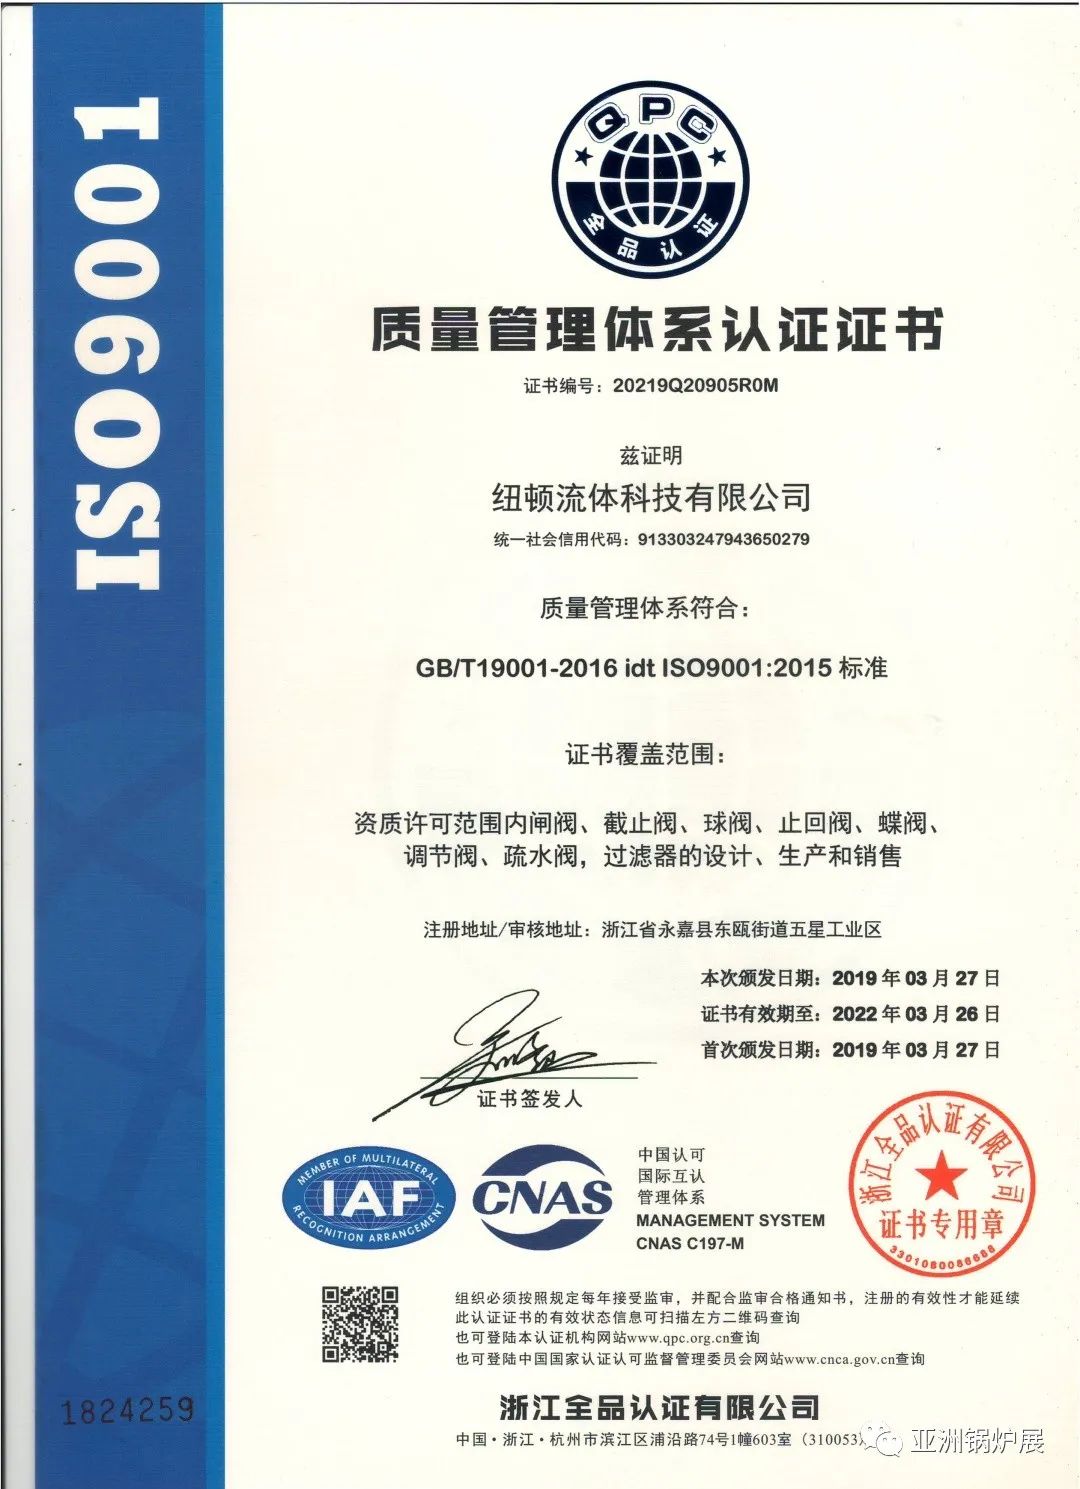 ISO9001
QPC
全品认证
质量管理体系认证证书
证书编号：20219Q20905R0M
兹证明
纽顿流体科技有限公司
统一社会信用代码：913303247943650279
质量管理体系符合：
GB/T19001-2016 idt ISO9001:2015 标准
证书覆盖范围：
资质许可范围内闸阀、截止阀、球阀、止回阀、蝶阀、
调节阀、疏水阀，过滤器的设计、生产和销售
注册地址/审核地址：浙江省永嘉县东瓯街道五星工业区
本次颁发日期：2019 年 03 月 27 日
证书有效期至：2022 年 03 月 26 日
首次颁发日期：2019 年 03 月 27 日
证书签发人
MEMBER OF MULTILATERAL
IAF
RECOGNITION ARRANGEMENT
CNAS
中国认可
国际互认
管理体系
MANAGEMENT SYSTEM
CNAS C197-M
浙江全品认证有限公司
证书专用章
3301080086686
组织必须按照规定每年接受监审，并配合监审合格通知书，注册的有效性才能延续
此认证证书的有效状态信息可扫描左方二维码查询
也可登陆本认证机构网站www.qpc.org.cn查询
也可登陆中国国家认证认可监督管理委员会网站www.cnca.gov.cn查询
1824259
浙江全品认证有限公司
中国·浙江·杭州市滨江区浦沿路74号1幢603室（310053）
亚洲锅炉展